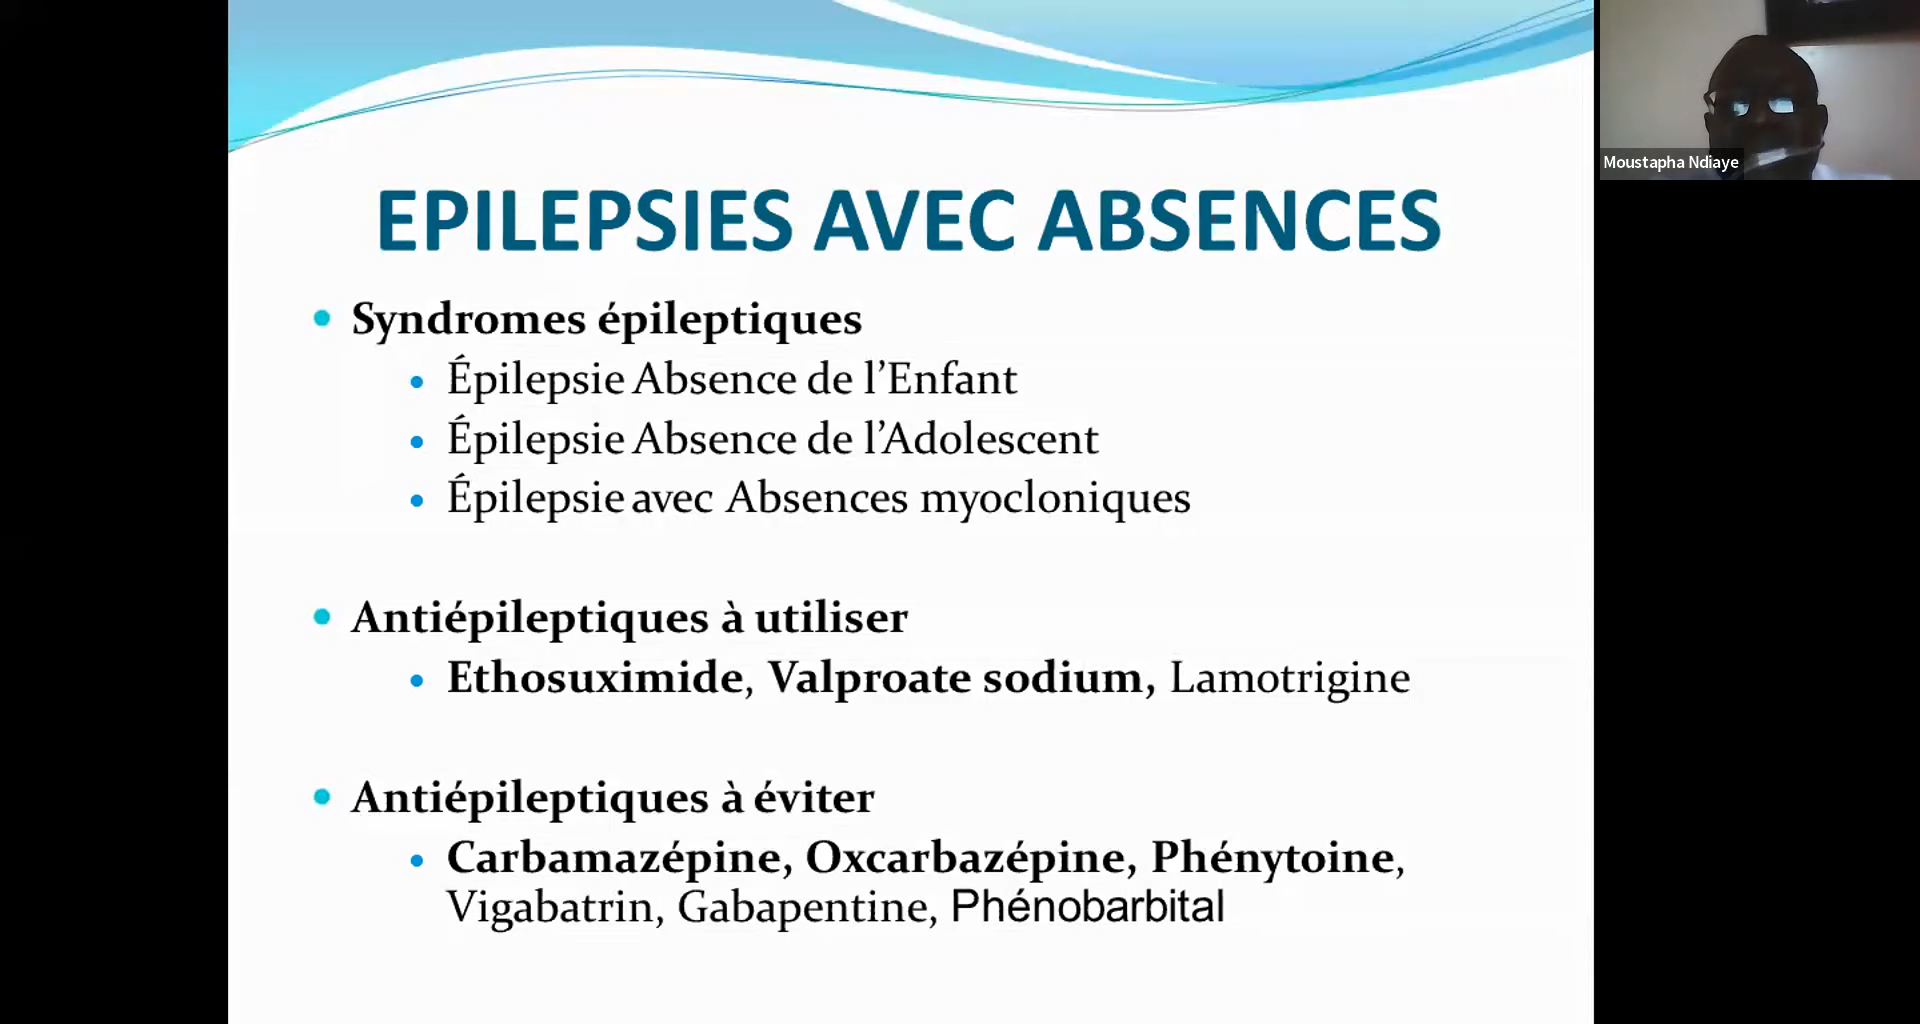 EPILEPSIES AVEC ABSENCES
• Syndromes épileptiques
• Épilepsie Absence de l’Enfant
• Épilepsie Absence de l’Adolescent
• Épilepsie avec Absences myocloniques
• Antiépileptiques à utiliser
• Ethosuximide, Valproate sodium, Lamotrigine
• Antiépileptiques à éviter
• Carbamazépine, Oxcarbazépine, Phénytoine,
Vigabatrin, Gabapentine, Phénobarbital
Moustapha Ndiaye